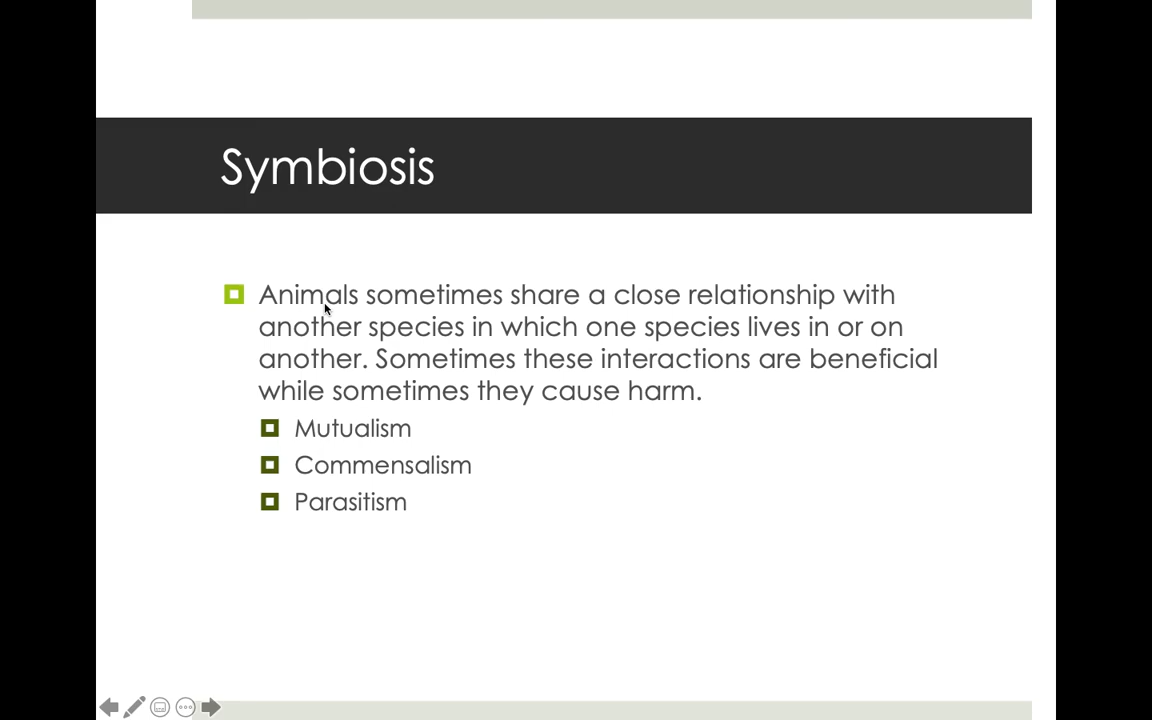 Symbiosis
Animals sometimes share a close relationship with
another species in which one species lives in or on
another. Sometimes these interactions are beneficial
while sometimes they cause harm.
Mutualism
Commensalism
Parasitism